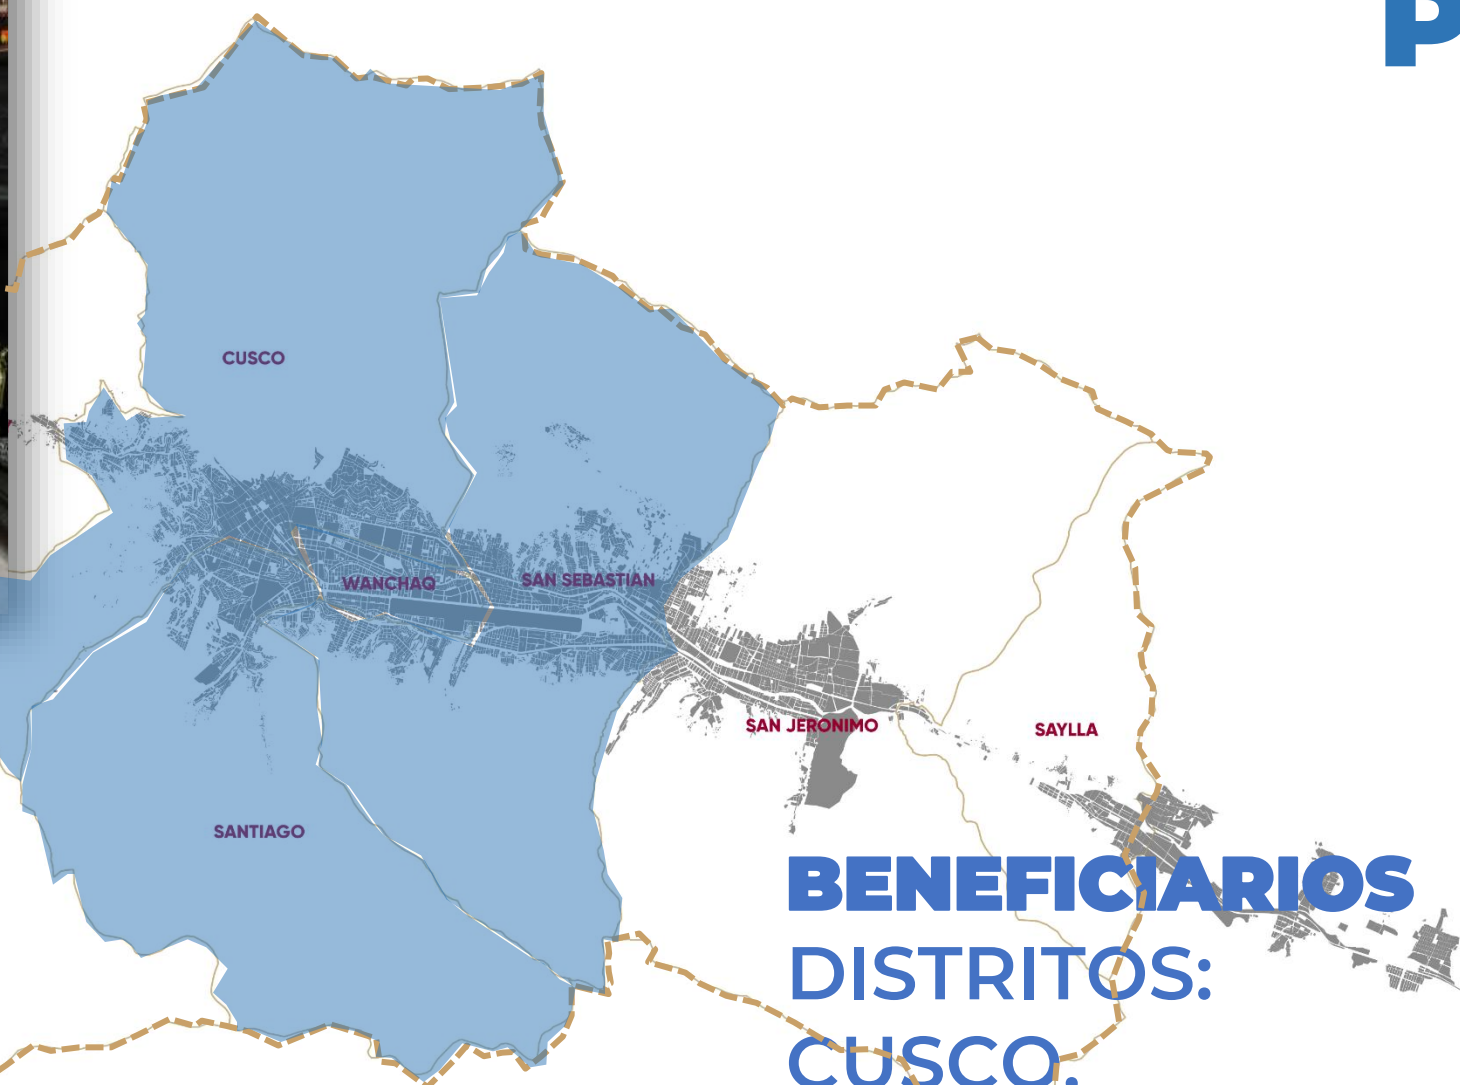 P
CUSCO
WANCHAQ
SAN SEBASTIAN
SAN JERONIMO
SAYLLA
SANTIAGO
BENEFICIARIOS
DISTRITOS:
CUSCO,